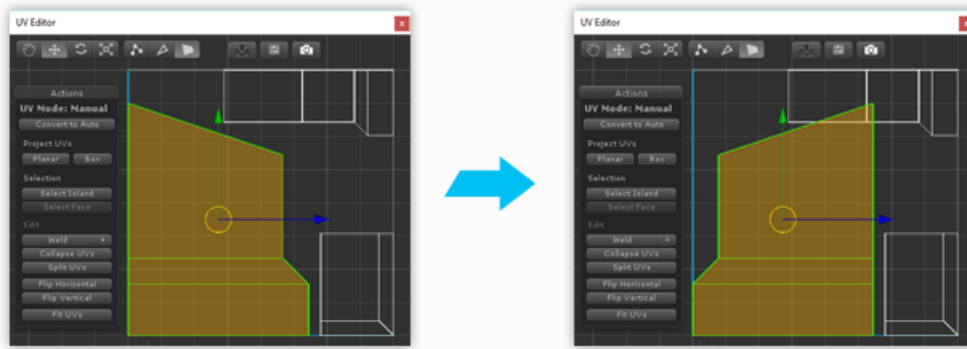 UV Editor
x
Actions
UV Mode: Manual
Convert to Auto
Project UVs
Planar Box
Selection
Select Island
Select Face
Edit
Weld +
Collapse UVs
Split UVs
Flip Horizontal
Flip Vertical
Fit UVs
UV Editor
x
Actions
UV Mode: Manual
Convert to Auto
Project UVs
Planar Box
Selection
Select Island
Select Face
Edit
Weld +
Collapse UVs
Split UVs
Flip Horizontal
Flip Vertical
Fit UVs